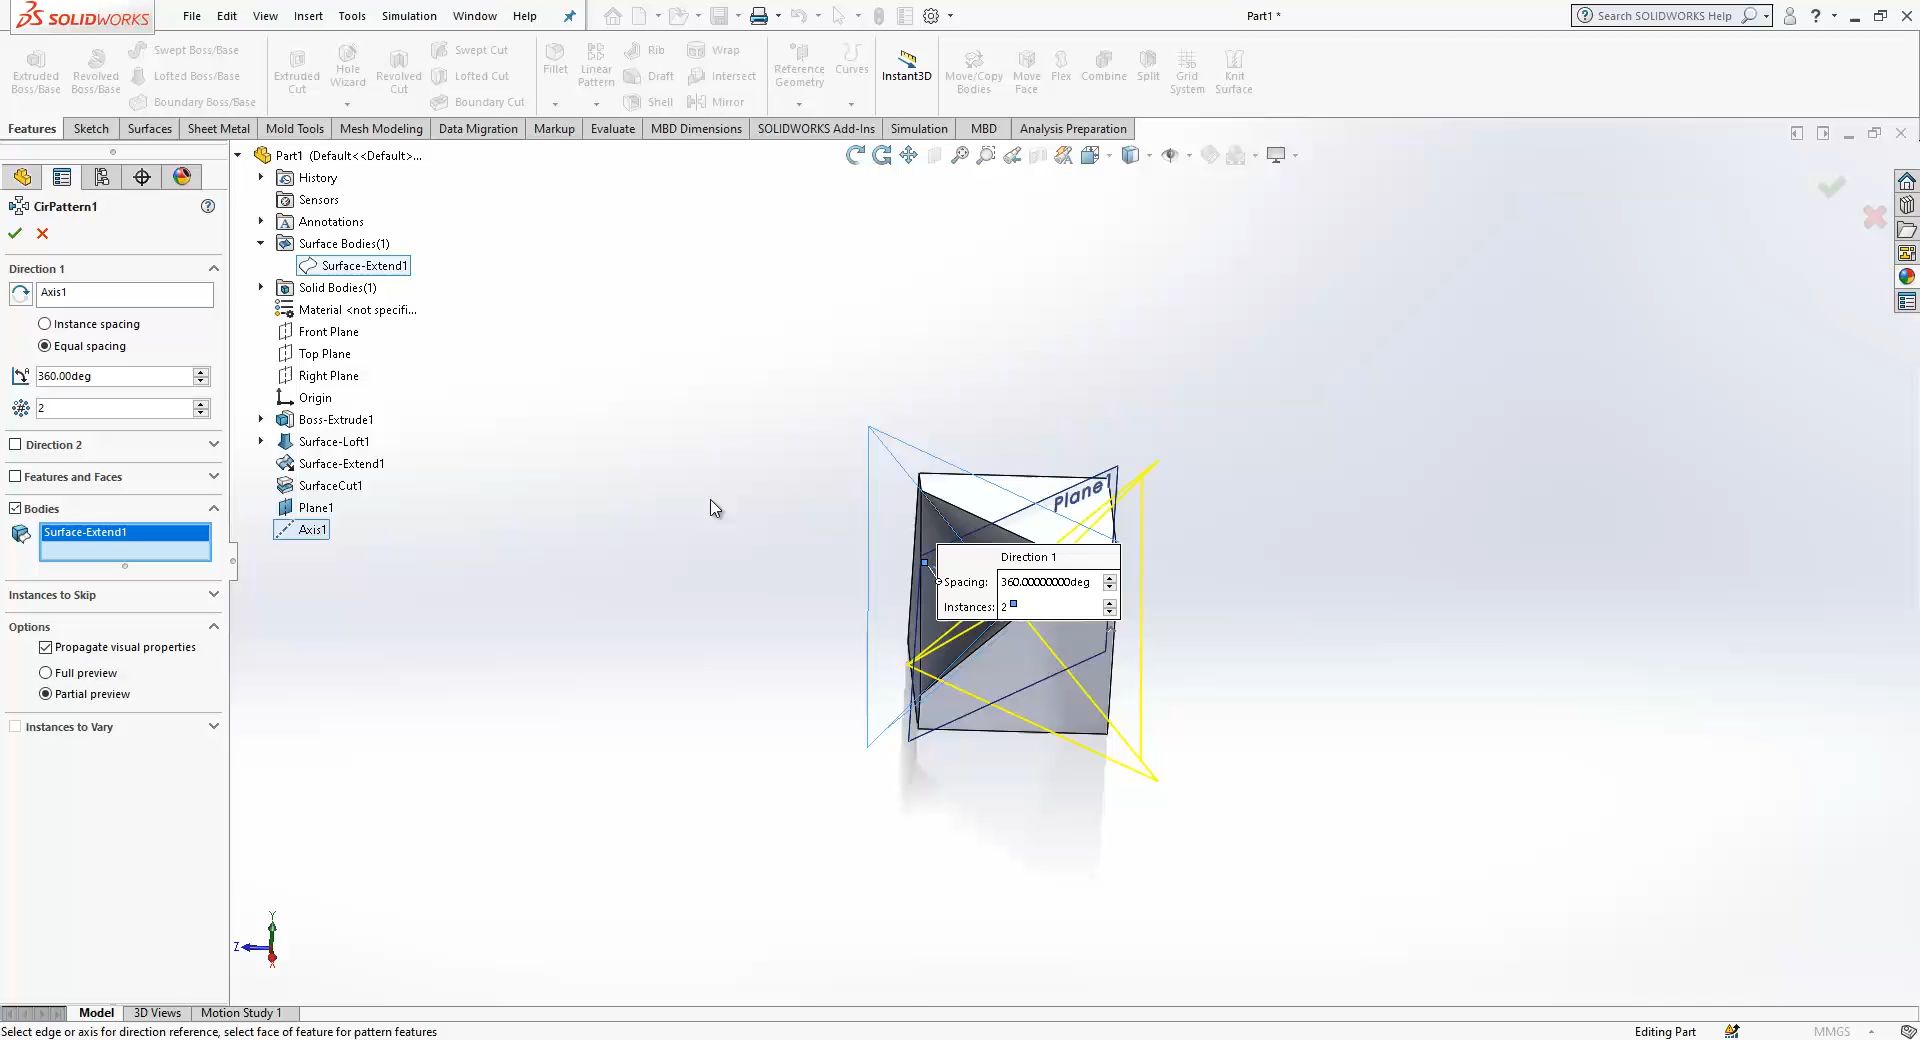 SOLIDWORKS
File Edit View Insert Tools Simulation Window Help
Part1 *
Search SOLIDWORKS Help
Extruded Boss/Base
Revolved Boss/Base
Swept Boss/Base
Lofted Boss/Base
Boundary Boss/Base
Extruded Cut
Hole Wizard
Revolved Cut
Swept Cut
Lofted Cut
Boundary Cut
Fillet
Linear Pattern
Rib
Draft
Shell
Wrap
Intersect
Mirror
Reference Geometry
Curves
Instant3D
Move/Copy Bodies
Move Face
Flex
Combine
Split
Grid System
Knit Surface
Features Sketch Surfaces Sheet Metal Mold Tools Mesh Modeling Data Migration Markup Evaluate MBD Dimensions SOLIDWORKS Add-Ins Simulation MBD Analysis Preparation
CirPattern1
Direction 1
Axis1
Instance spacing
Equal spacing
360.00deg
2
Direction 2
Features and Faces
Bodies
Surface-Extend1
Instances to Skip
Options
Propagate visual properties
Full preview
Partial preview
Instances to Vary
Part1 (Default<<Default>...
History
Sensors
Annotations
Surface Bodies(1)
Surface-Extend1
Solid Bodies(1)
Material <not specifi...
Front Plane
Top Plane
Right Plane
Origin
Boss-Extrude1
Surface-Loft1
Surface-Extend1
SurfaceCut1
Plane1
Axis1
Plane1
Direction 1
Spacing: 360.00000000deg
Instances: 2
Y
Z
X
Model 3D Views Motion Study 1
Select edge or axis for direction reference, select face of feature for pattern features
Editing Part
MMGS